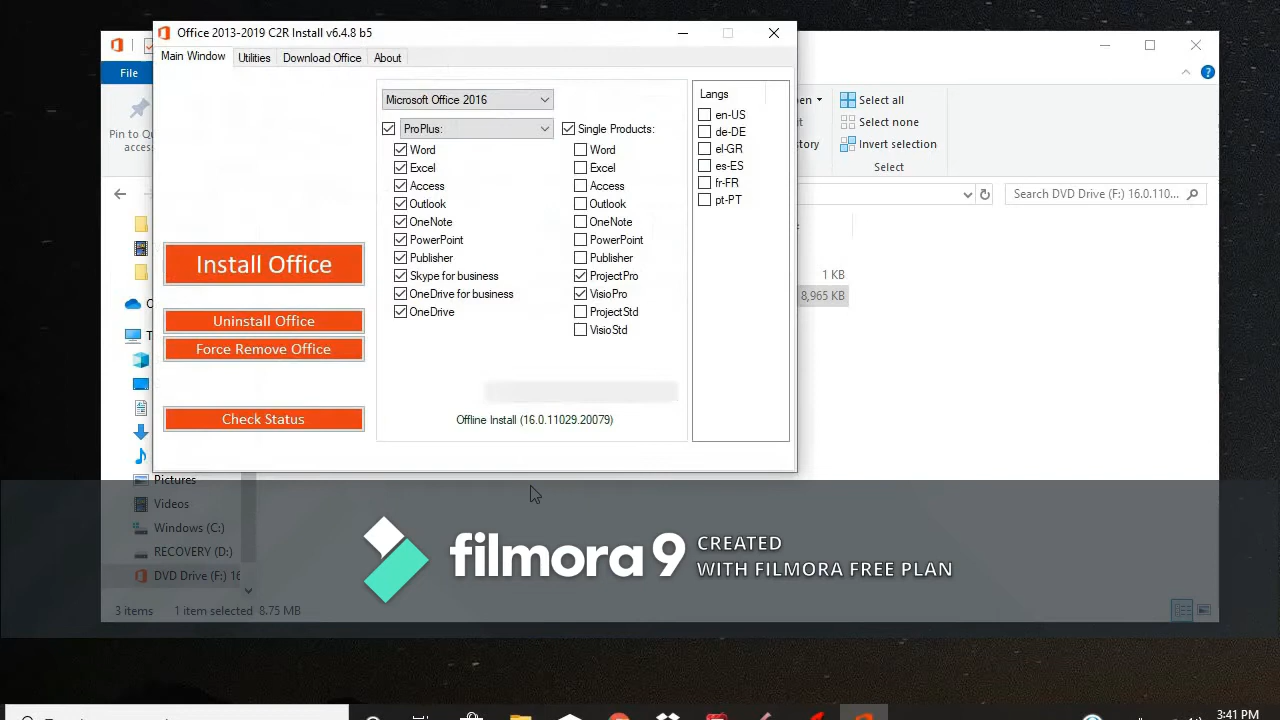 Office 2013-2019 C2R Install v6.4.8 b5
Main Window
Utilities
Download Office
About
File
Pin to Qu
access
Microsoft Office 2016
ProPlus:
Single Products:
Word
Excel
Access
Outlook
OneNote
PowerPoint
Publisher
Skype for business
OneDrive for business
OneDrive
Word
Excel
Access
Outlook
OneNote
PowerPoint
Publisher
ProjectPro
VisioPro
ProjectStd
VisioStd
Langs
en-US
de-DE
el-GR
es-ES
fr-FR
pt-PT
Install Office
Uninstall Office
Force Remove Office
Check Status
Offline Install (16.0.11029.20079)
en
Select all
Select none
tory
Invert selection
Select
Search DVD Drive (F:) 16.0.110...
1 KB
8,965 KB
Pictures
Videos
Windows (C:)
RECOVERY (D:)
DVD Drive (F:) 16
3 items
1 item selected
8.75 MB
filmora 9
CREATED
WITH FILMORA FREE PLAN
3:41 PM